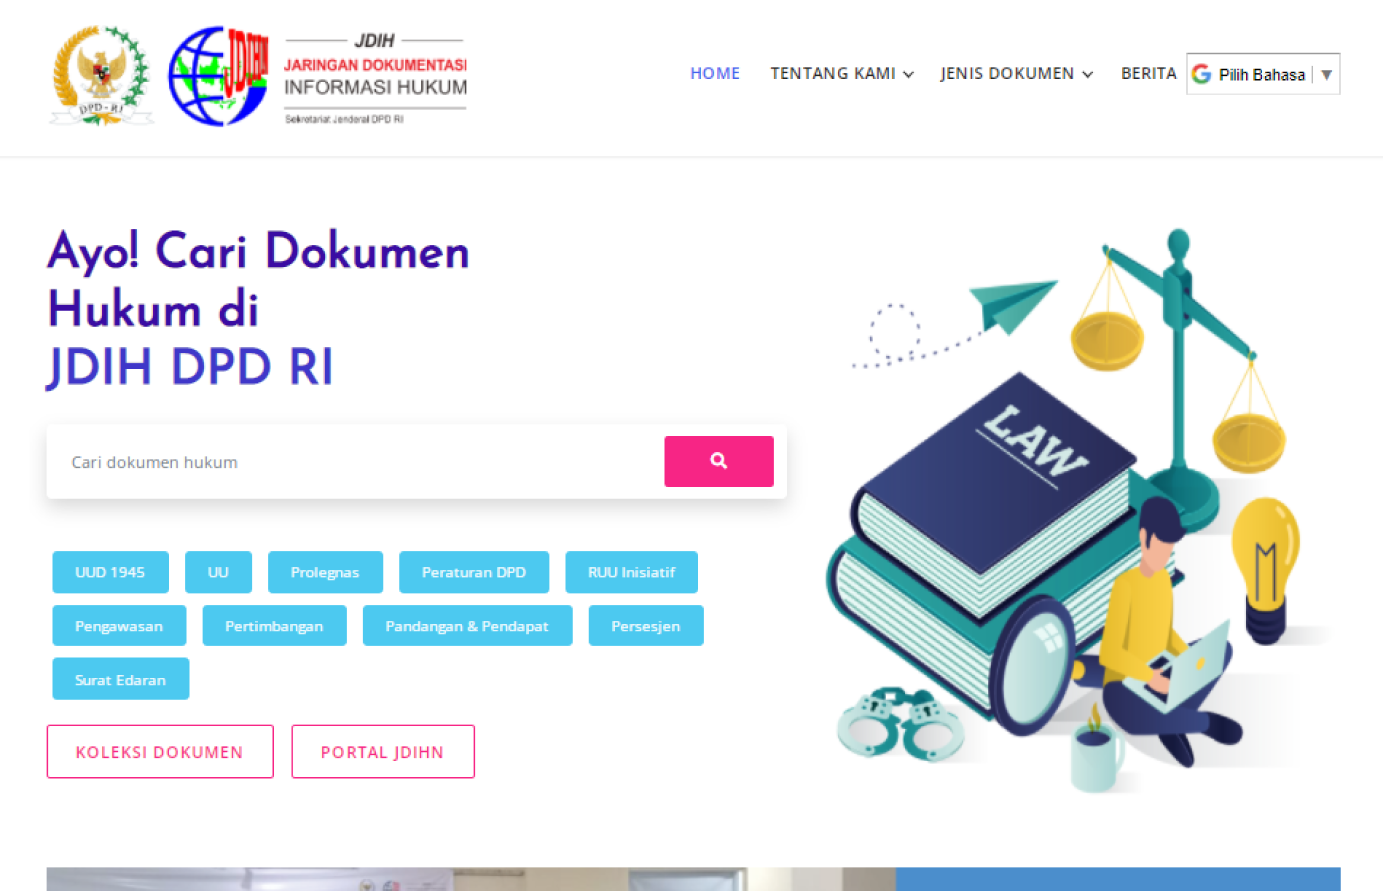 DPD-RI
JDIHN
JDIH
JARINGAN DOKUMENTASI
INFORMASI HUKUM
Sekretariat Jenderal DPD RI
HOME
TENTANG KAMI
JENIS DOKUMEN
BERITA
G Pilih Bahasa ▼
Ayo! Cari Dokumen
Hukum di
JDIH DPD RI
Cari dokumen hukum
UUD 1945
UU
Prolegnas
Peraturan DPD
RUU Inisiatif
Pengawasan
Pertimbangan
Pandangan & Pendapat
Persesjen
Surat Edaran
KOLEKSI DOKUMEN
PORTAL JDIHN
LAW